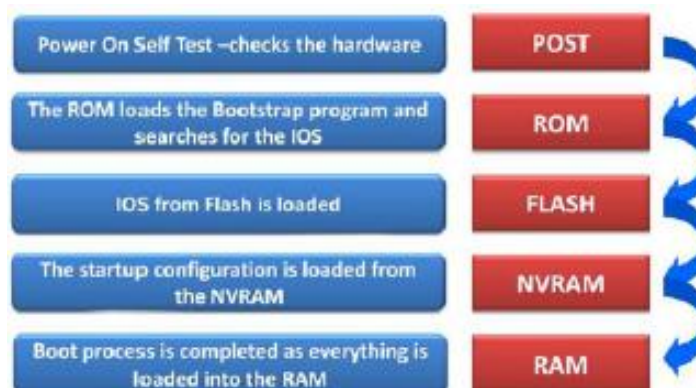 Power On Self Test –checks the hardware
POST
The ROM loads the Bootstrap program and
searches for the IOS
ROM
IOS from Flash is loaded
FLASH
The startup configuration is loaded from
the NVRAM
NVRAM
Boot process is completed as everything is
loaded into the RAM
RAM